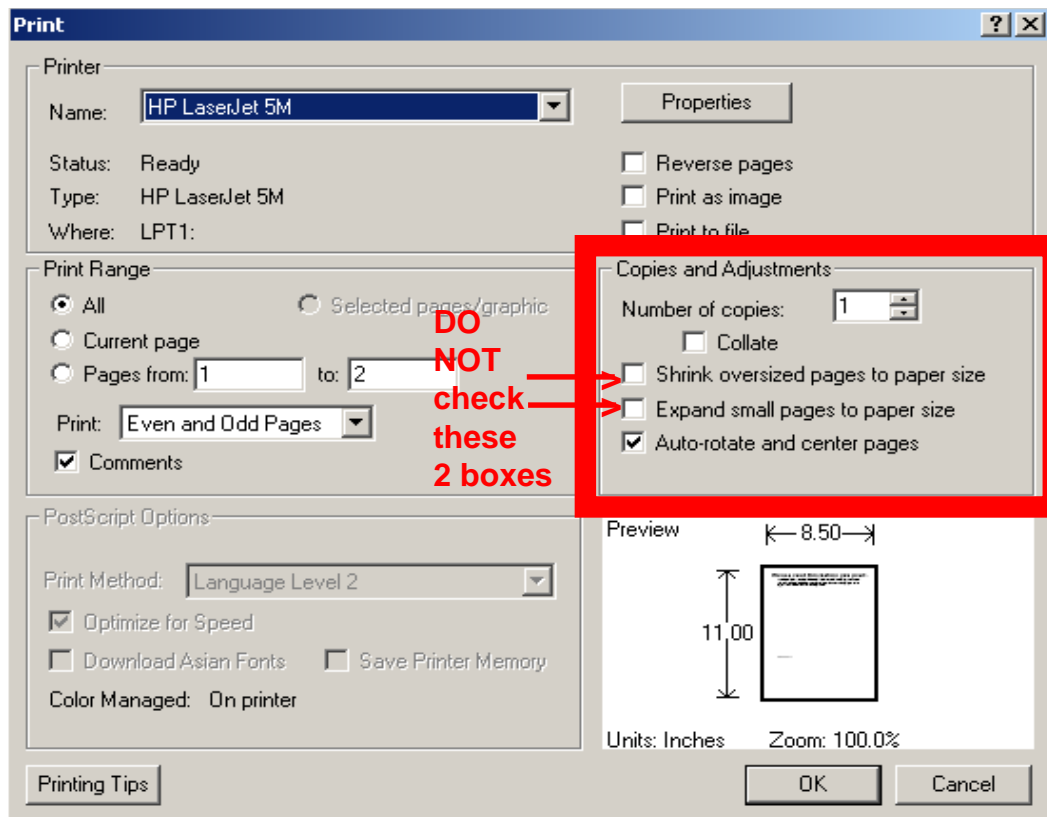 Print
Printer
Name: HP LaserJet 5M
Properties
Status: Ready
Reverse pages
Type: HP LaserJet 5M
Print as image
Where: LPT1:
Print to file
Print Range
All
Selected pages/graphic
Current page
Pages from: 1 to: 2
Print: Even and Odd Pages
Comments
DO
NOT
check
these
2 boxes
Copies and Adjustments
Number of copies: 1
Collate
Shrink oversized pages to paper size
Expand small pages to paper size
Auto-rotate and center pages
PostScript Options
Print Method: Language Level 2
Optimize for Speed
Download Asian Fonts
Save Printer Memory
Color Managed: On printer
Preview
8.50
11.00
Units: Inches Zoom: 100.0%
Printing Tips
OK
Cancel